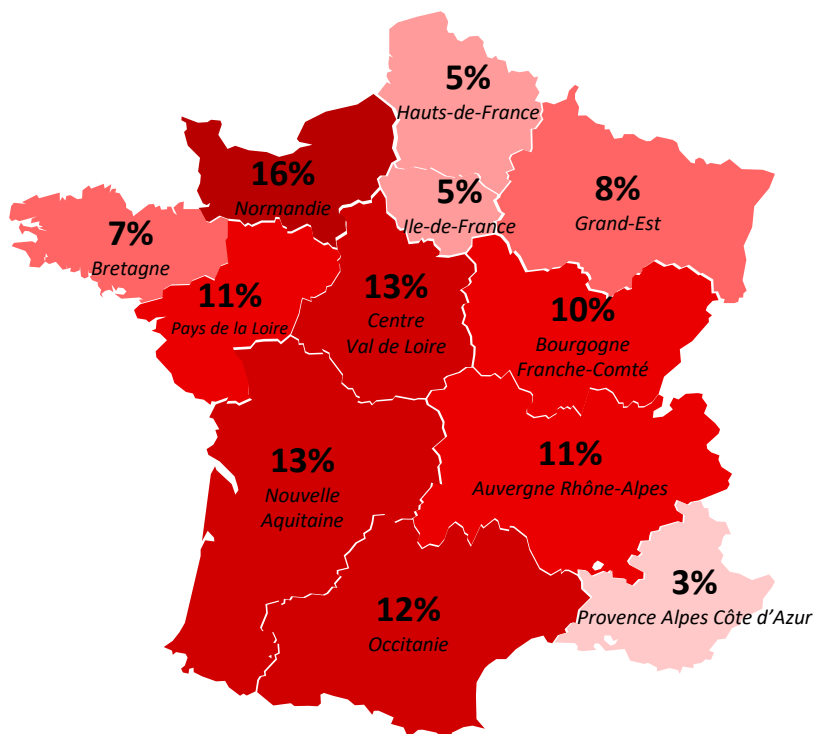 5%
Hauts-de-France
16%
Normandie
5%
Ile-de-France
8%
Grand-Est
7%
Bretagne
11%
Pays de la Loire
13%
Centre
Val de Loire
10%
Bourgogne
Franche-Comté
13%
Nouvelle
Aquitaine
11%
Auvergne Rhône-Alpes
12%
Occitanie
3%
Provence Alpes Côte d’Azur